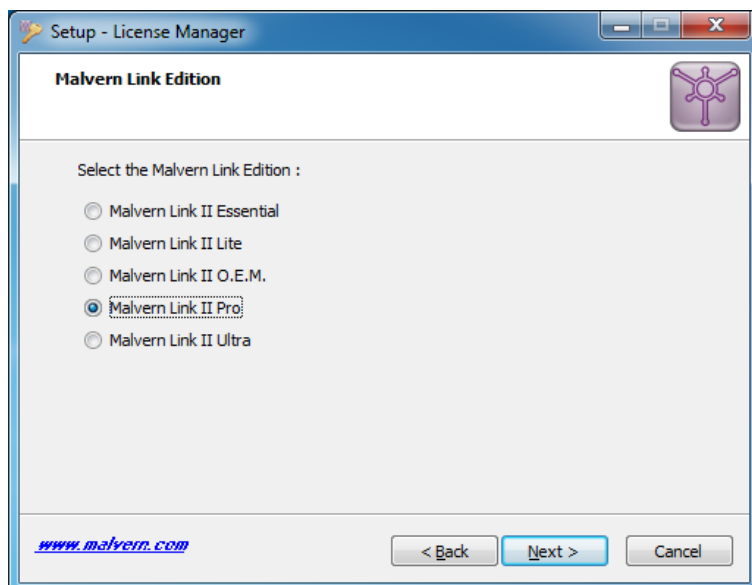 Setup - License Manager
Malvern Link Edition
Select the Malvern Link Edition :
Malvern Link II Essential
Malvern Link II Lite
Malvern Link II O.E.M.
Malvern Link II Pro
Malvern Link II Ultra
www.malvern.com
< Back Next > Cancel